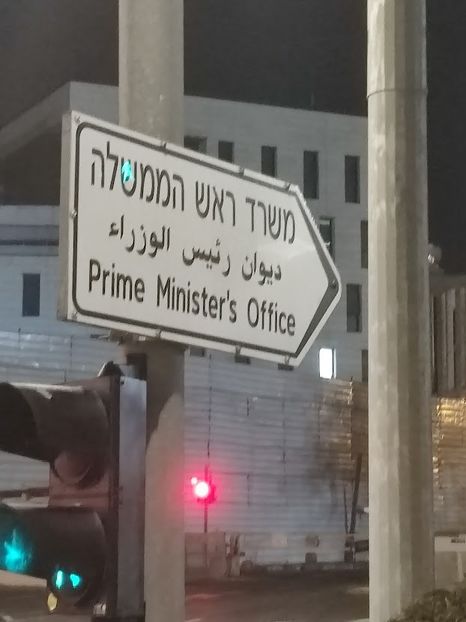 משרד ראש הממשלה
ديوان رئيس الوزراء
Prime Minister's Office